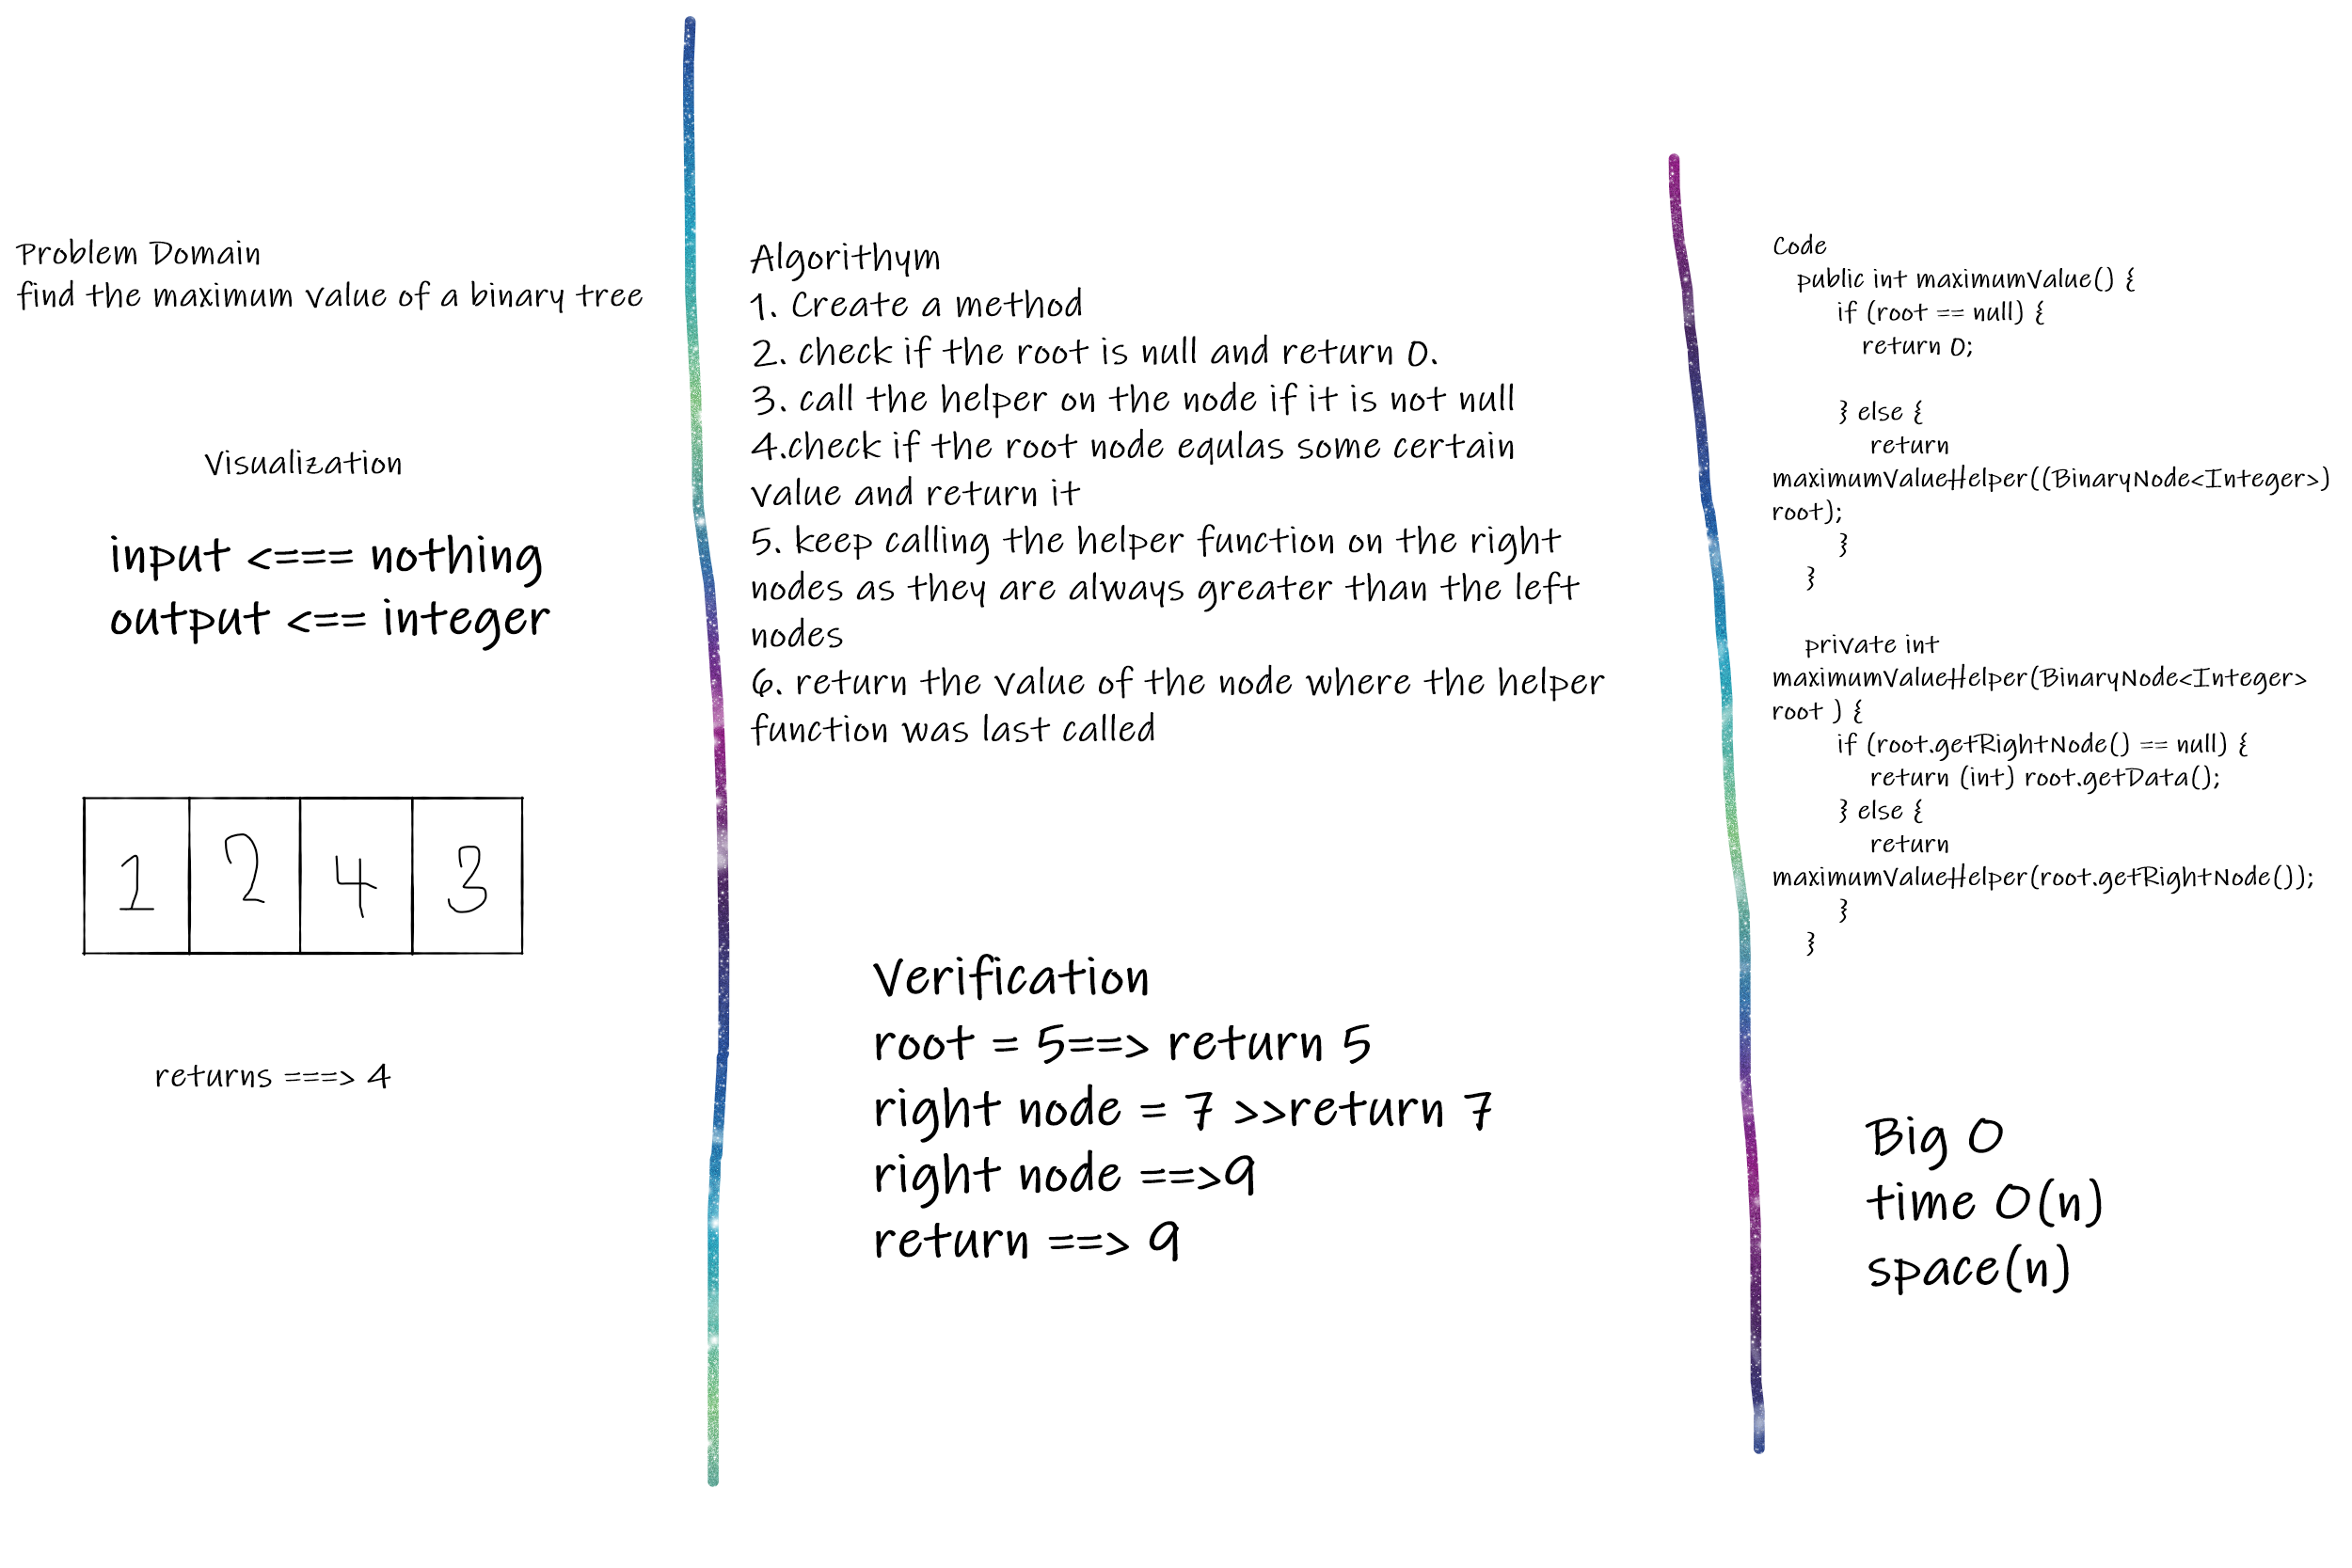 Problem Domain
find the maximum value of a binary tree
Visualization
input <=== nothing
output <== integer
1 2 4 3
returns ===> 4
Algorithym
1. Create a method
2. check if the root is null and return 0.
3. call the helper on the node if it is not null
4.check if the root node equlas some certain
value and return it
5. keep calling the helper function on the right
nodes as they are always greater than the left
nodes
6. return the value of the node where the helper
function was last called
Verification
root = 5==> return 5
right node = 7 >>return 7
right node ==>9
return ==> 9
Code
public int maximumValue() {
if (root == null) {
return 0;
} else {
return
maximumValueHelper((BinaryNode<Integer>)
root);
}
}
private int
maximumValueHelper(BinaryNode<Integer>
root ) {
if (root.getRightNode() == null) {
return (int) root.getData();
} else {
return
maximumValueHelper(root.getRightNode());
}
}
Big O
time O(n)
space(n)